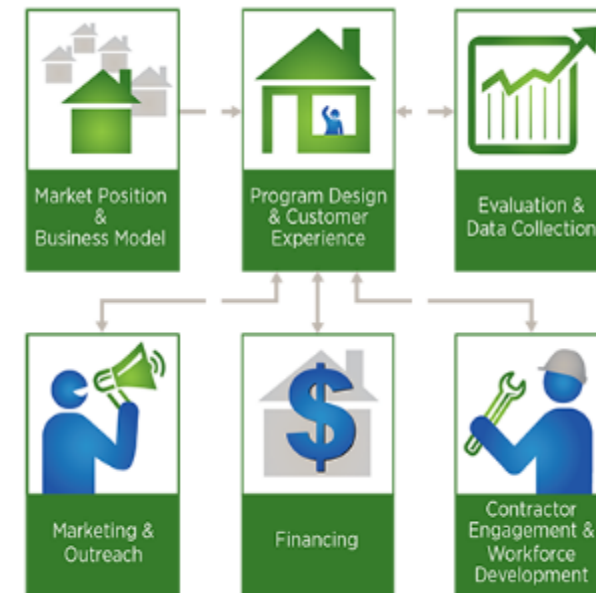 Market Position
&
Business Model
Program Design
& Customer
Experience
Evaluation &
Data Collection
Marketing &
Outreach
Financing
Contractor
Engagement &
Workforce
Development